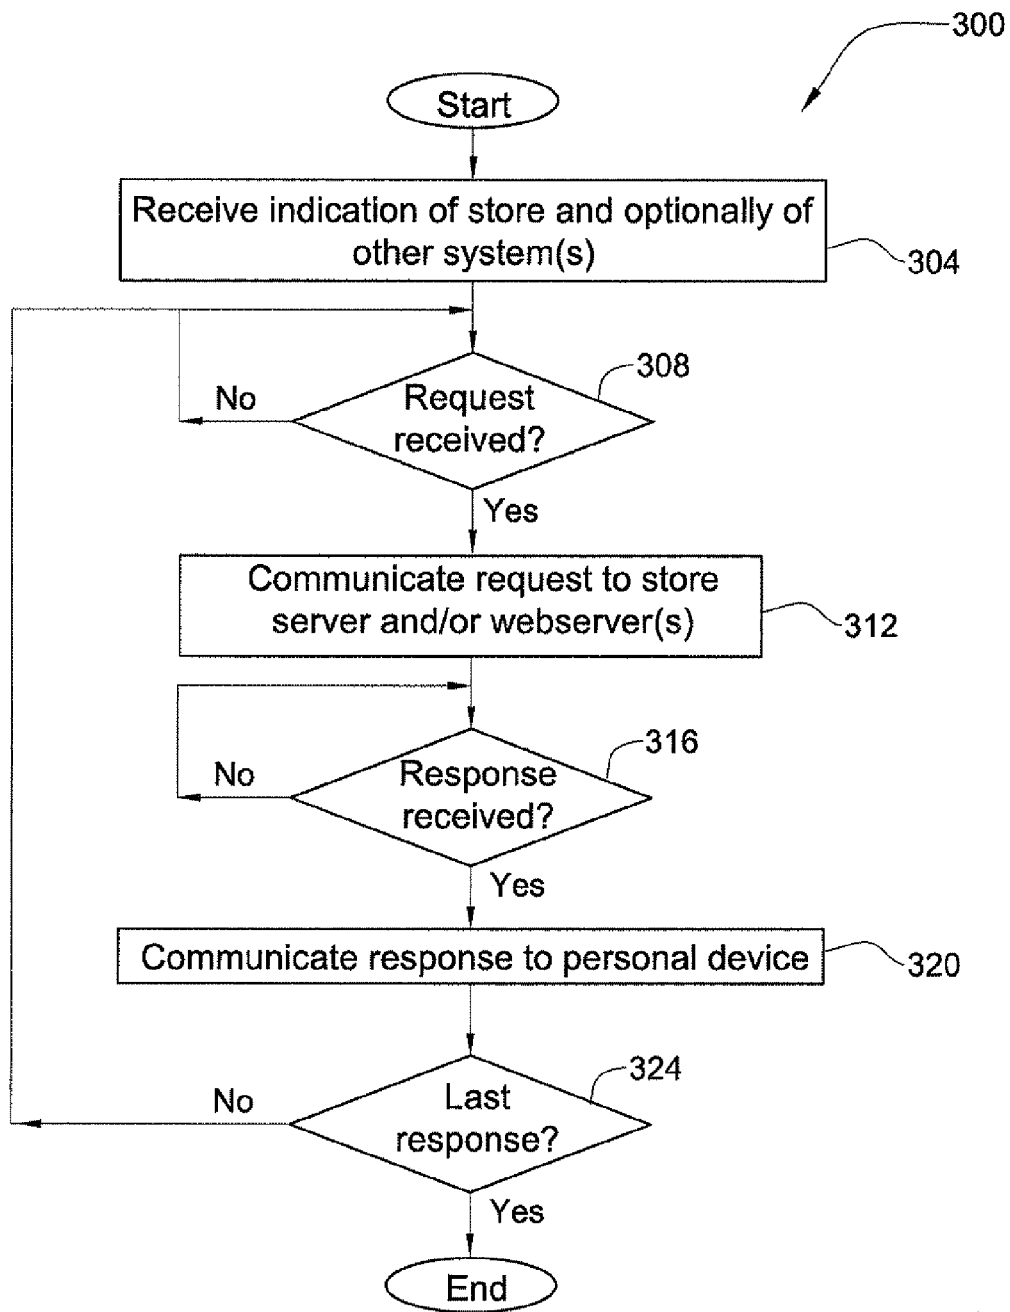 300
Start
Receive indication of store and optionally of
other system(s)
304
308
No
Request
received?
Yes
Communicate request to store
server and/or webserver(s)
312
316
No
Response
received?
Yes
Communicate response to personal device
320
324
No
Last
response?
Yes
End